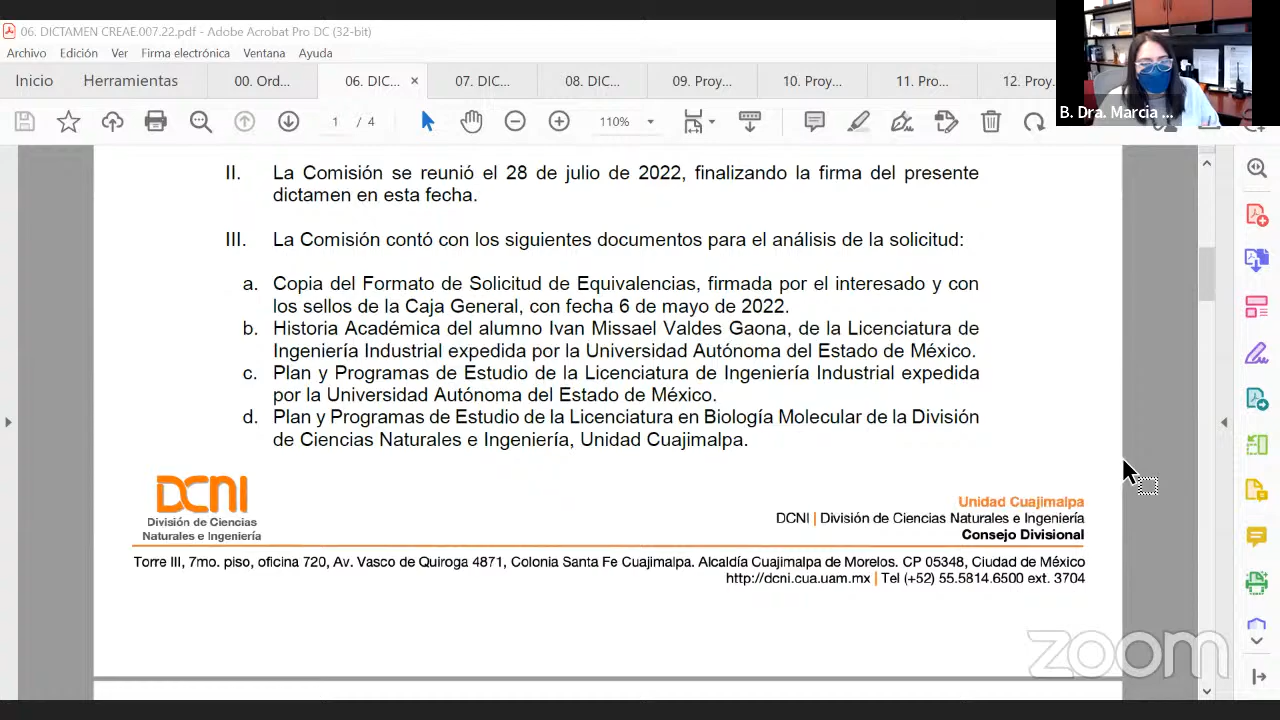 06. DICTAMEN CREAE.007.22.pdf - Adobe Acrobat Pro DC (32-bit)
Archivo Edición Ver Firma electrónica Ventana Ayuda
Inicio Herramientas 00. Ord... 06. DIC... × 07. DIC 08. DIC... 09. Proy... 10. Proy... 11. Pro... 12. Proy.
1 / 4 110%
B. Dra. Marcia ...
II. La Comisión se reunió el 28 de julio de 2022, finalizando la firma del presente
dictamen en esta fecha.
III. La Comisión contó con los siguientes documentos para el análisis de la solicitud:
a. Copia del Formato de Solicitud de Equivalencias, firmada por el interesado y con
los sellos de la Caja General, con fecha 6 de mayo de 2022.
b. Historia Académica del alumno Ivan Missael Valdes Gaona, de la Licenciatura de
Ingeniería Industrial expedida por la Universidad Autónoma del Estado de México.
c. Plan y Programas de Estudio de la Licenciatura de Ingeniería Industrial expedida
por la Universidad Autónoma del Estado de México.
d. Plan y Programas de Estudio de la Licenciatura en Biología Molecular de la División
de Ciencias Naturales e Ingeniería, Unidad Cuajimalpa.
DCNI
División de Ciencias
Naturales e Ingeniería
Unidad Cuajimalpa
DCNI | División de Ciencias Naturales e Ingeniería
Consejo Divisional
Torre III, 7mo. piso, oficina 720, Av. Vasco de Quiroga 4871, Colonia Santa Fe Cuajimalpa. Alcaldía Cuajimalpa de Morelos. CP 05348, Ciudad de México
http://dcni.cua.uam.mx | Tel (+52) 55.5814.6500 ext. 3704
zoom